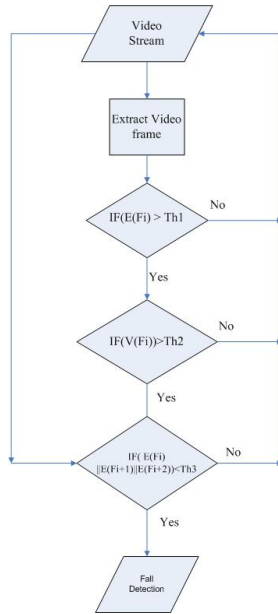 Video
Stream
Extract Video
frame
IF(E(Fi) > Th1
No
Yes
IF(V(Fi))>Th2
No
Yes
IF( E(Fi)
||E(Fi+1)||E(Fi+2))<Th3
No
Yes
Fall
Detection